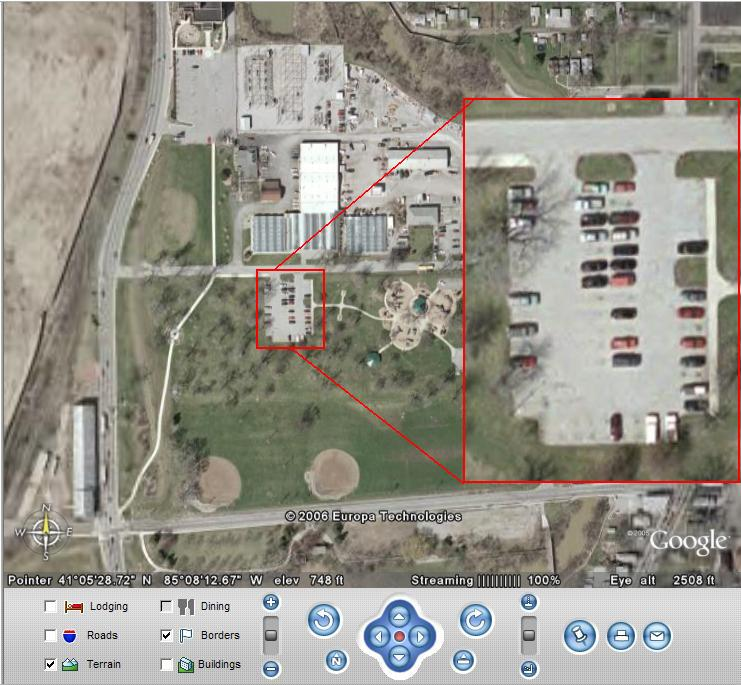 © 2006 Europa Technologies
N
W E
S
© 2005 Google
Pointer 41°05'28.72" N 85°08'12.67" W elev 748 ft Streaming |||||||||| 100% Eye alt 2508 ft
Lodging Dining
Roads Borders
Terrain Buildings
N